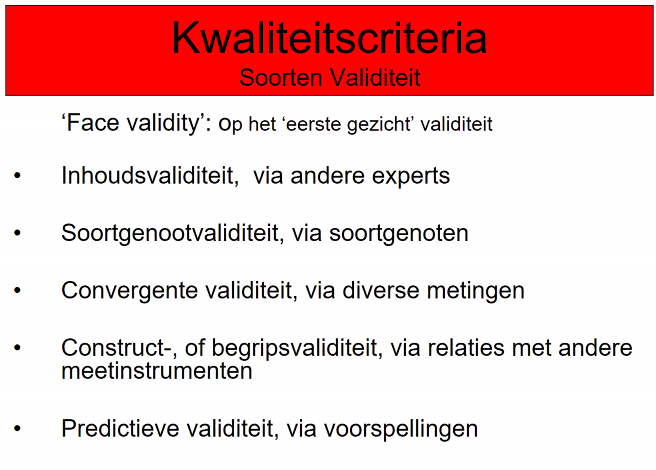 Kwaliteitscriteria
Soorten Validiteit
‘Face validity’: Op het ‘eerste gezicht’ validiteit
• Inhoudsvaliditeit, via andere experts
• Soortgenootvaliditeit, via soortgenoten
• Convergente validiteit, via diverse metingen
• Construct-, of begripsvaliditeit, via relaties met andere
meetinstrumenten
• Predictieve validiteit, via voorspellingen